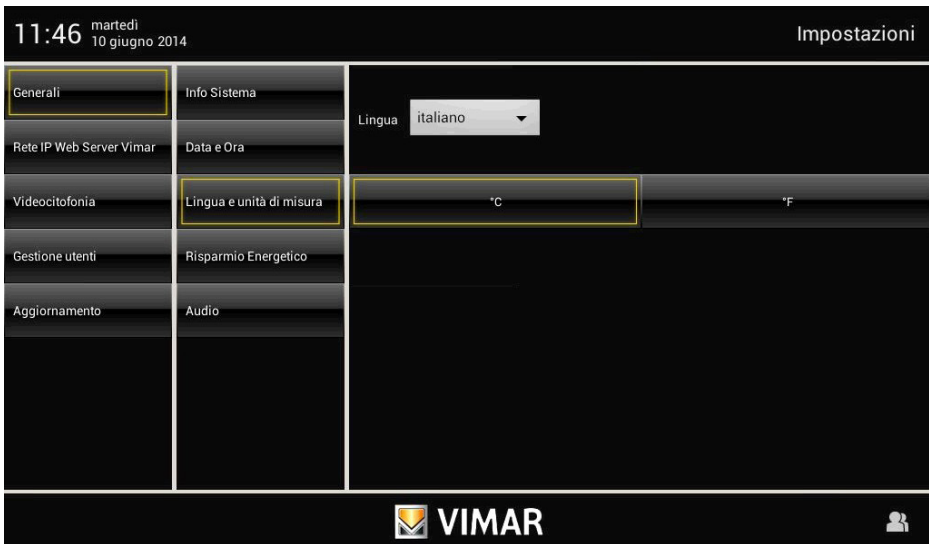 11:46
martedì
10 giugno 2014
Impostazioni
Generali
Rete IP Web Server Vimar
Videocitofonia
Gestione utenti
Aggiornamento
Info Sistema
Data e Ora
Lingua e unità di misura
Risparmio Energetico
Audio
Lingua
italiano
°C
°F
VIMAR